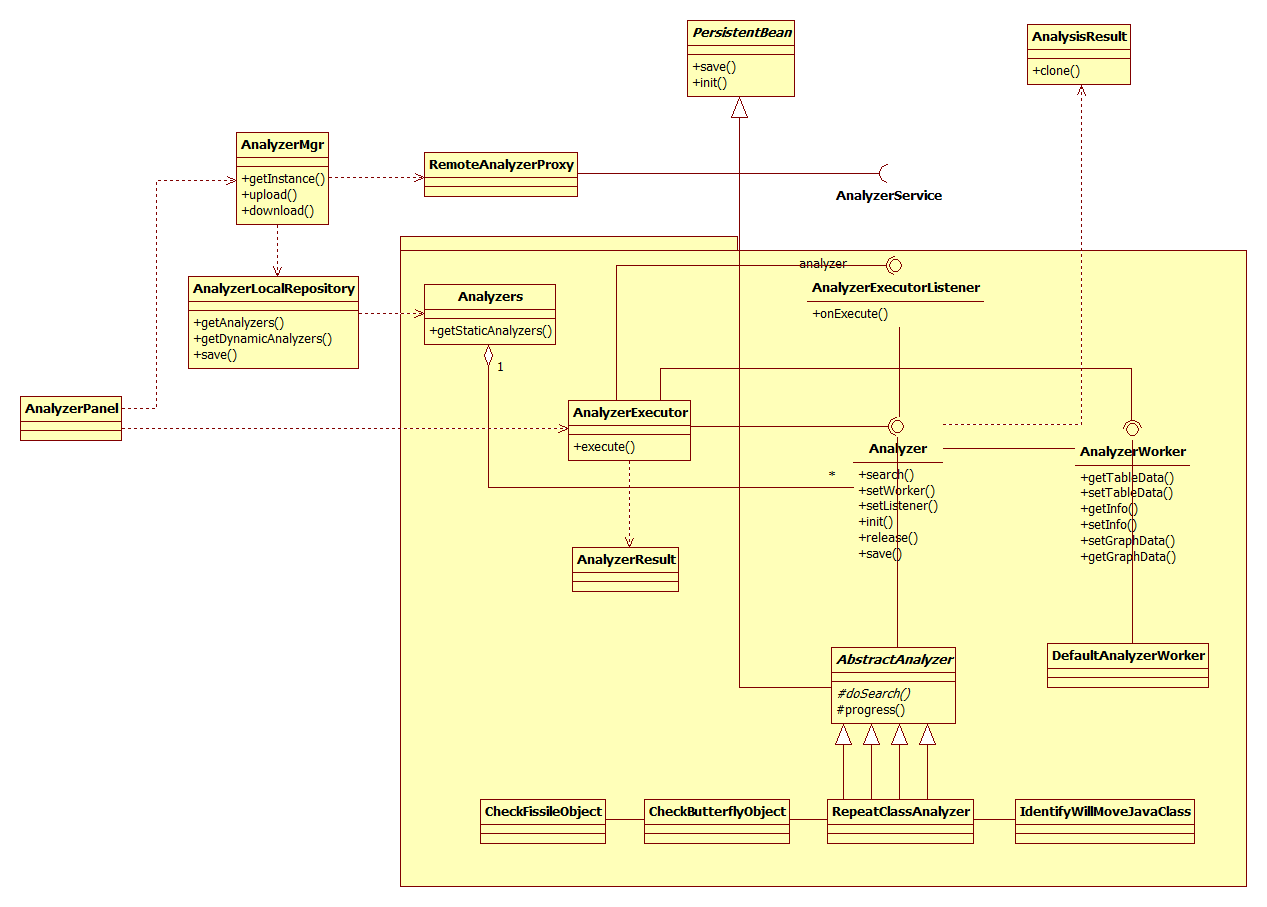 PersistentBean
+save()
+init()
AnalysisResult
+clone()
AnalyzerMgr
+getInstance()
+upload()
+download()
RemoteAnalyzerProxy
AnalyzerService
AnalyzerLocalRepository
+getAnalyzers()
+getDynamicAnalyzers()
+save()
Analyzers
+getStaticAnalyzers()
1
analyzer
AnalyzerExecutorListener
+onExecute()
AnalyzerPanel
AnalyzerExecutor
+execute()
Analyzer
+search()
+setWorker()
+setListener()
+init()
+release()
+save()
*
AnalyzerWorker
+getTableData()
+setTableData()
+getInfo()
+setInfo()
+setGraphData()
+getGraphData()
AnalyzerResult
AbstractAnalyzer
#doSearch()
#progress()
DefaultAnalyzerWorker
CheckFissileObject
CheckButterflyObject
RepeatClassAnalyzer
IdentifyWillMoveJavaClass